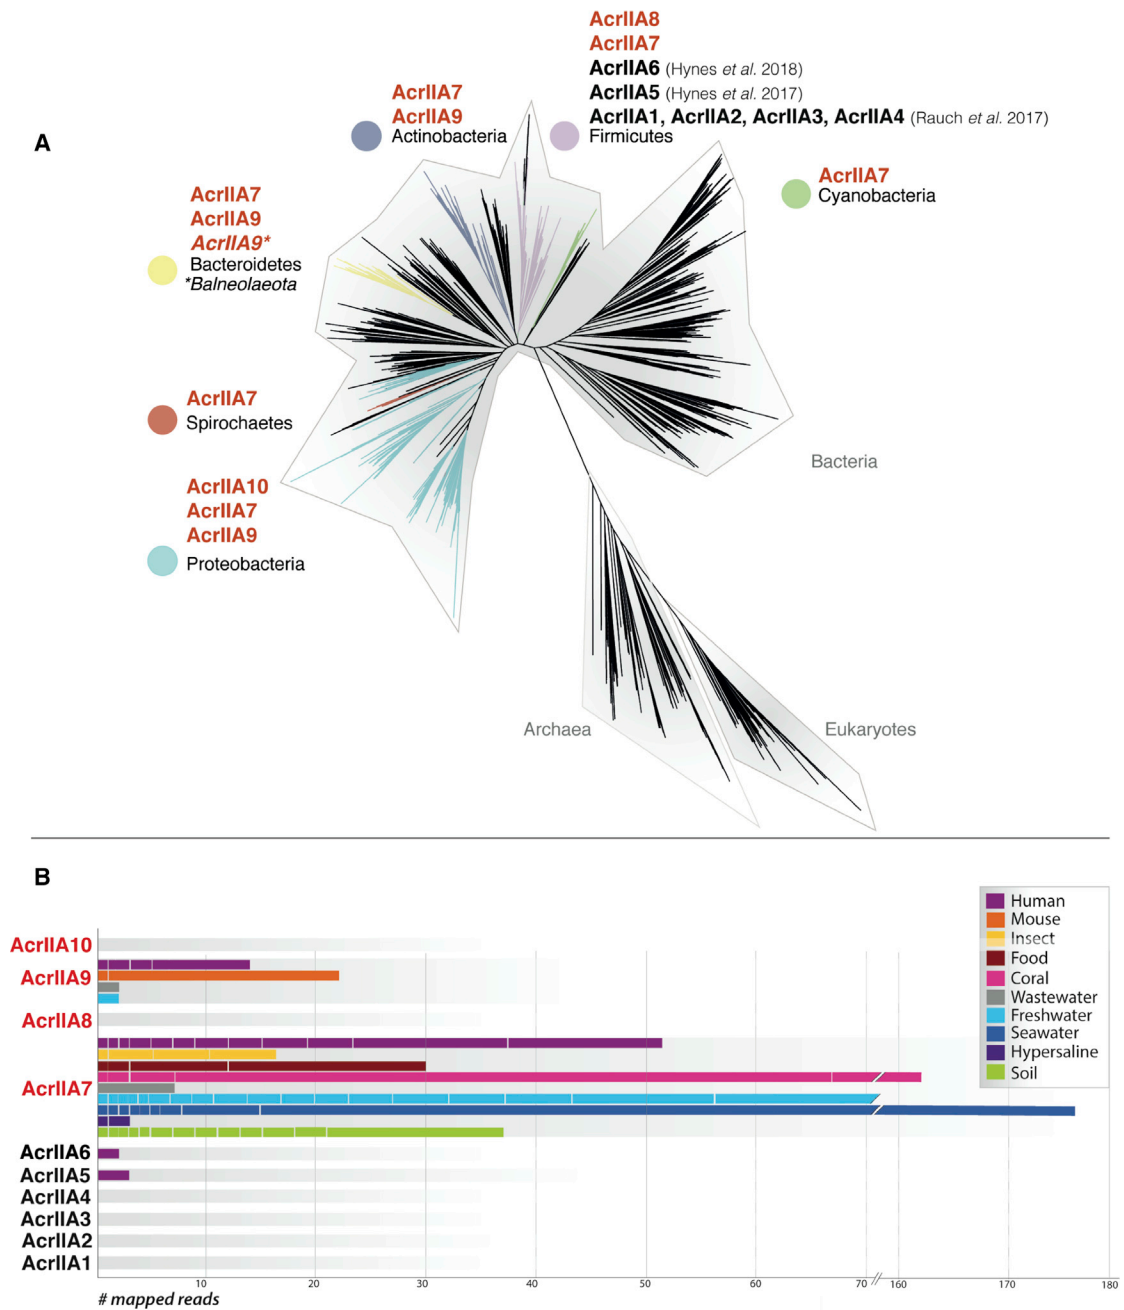 A
AcrIIA8
AcrIIA7
AcrIIA6 (Hynes et al. 2018)
AcrIIA5 (Hynes et al. 2017)
AcrIIA1, AcrIIA2, AcrIIA3, AcrIIA4 (Rauch et al. 2017)
Firmicutes
AcrIIA7
AcrIIA9
Actinobacteria
AcrIIA7
Cyanobacteria
AcrIIA7
AcrIIA9
AcrIIA9*
Bacteroidetes
*Balneolaeota
AcrIIA7
Spirochaetes
AcrIIA10
AcrIIA7
AcrIIA9
Proteobacteria
Bacteria
Archaea
Eukaryotes
B
Human
Mouse
Insect
Food
Coral
Wastewater
Freshwater
Seawater
Hypersaline
Soil
AcrIIA10
AcrIIA9
AcrIIA8
AcrIIA7
AcrIIA6
AcrIIA5
AcrIIA4
AcrIIA3
AcrIIA2
AcrIIA1
10 20 30 40 50 60 70 // 160 170 180
# mapped reads